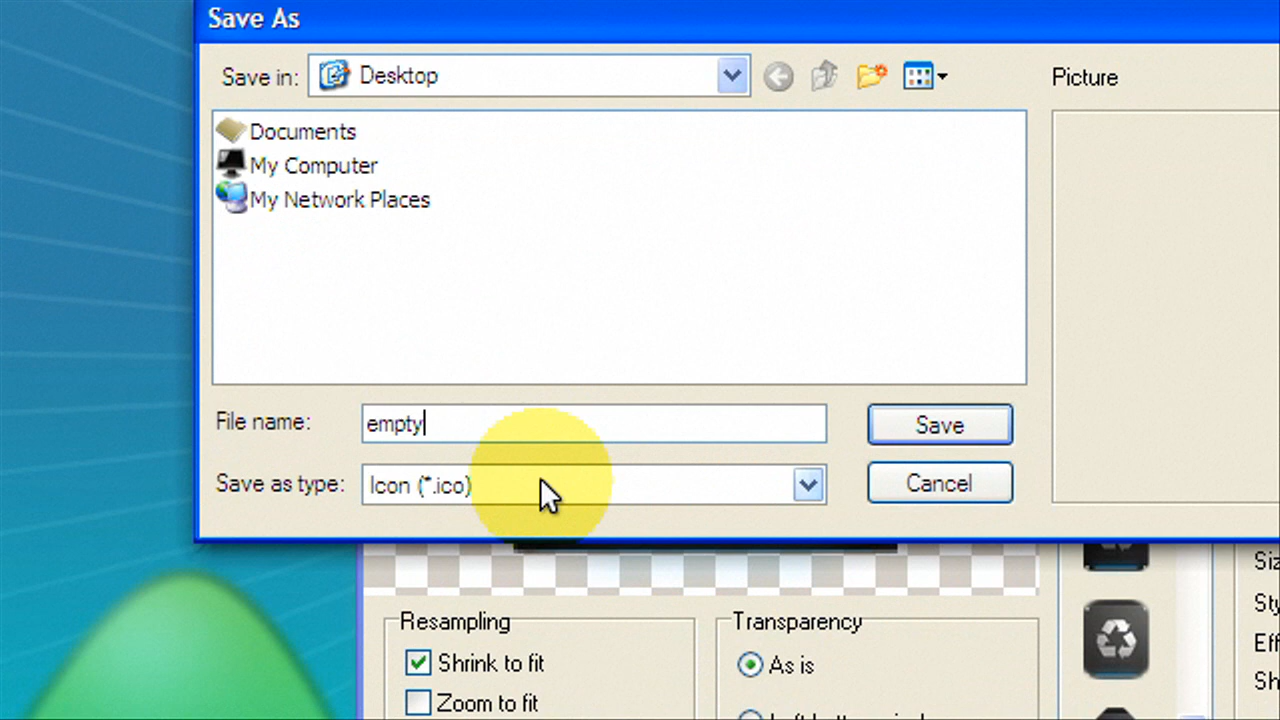 Save As
Save in: Desktop Picture
Documents
My Computer
My Network Places
File name: empty Save
Save as type: Icon (*.ico) Cancel
Resampling Transparency
Shrink to fit As is
Zoom to fit